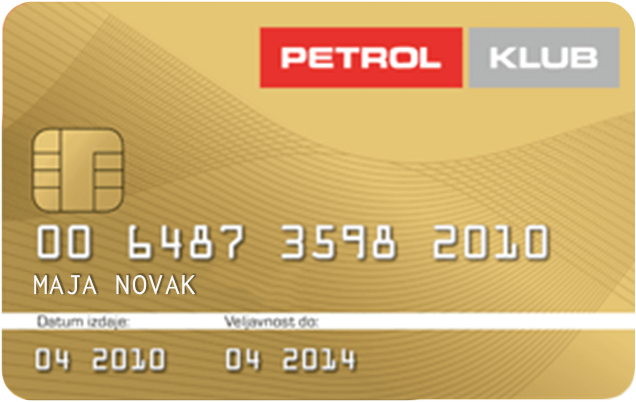 PETROL KLUB
00 6487 3598 2010
MAJA NOVAK
Datum izdaje: Veljavnost do:
04 2010 04 2014